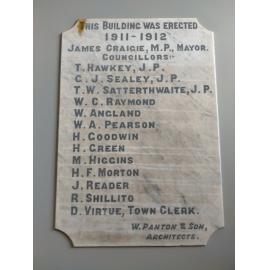 THIS BUILDING WAS ERECTED
1911-1912
JAMES CRAIGIE, M.P., MAYOR.
COUNCILLORS:-
T. HAWKEY, J.P.
C. J. SEALEY, J.P.
T. W. SATTERTHWAITE, J.P.
W. C. RAYMOND
W. ANGLAND
W. A. PEARSON
H. GOODWIN
H. GREEN
M. HIGGINS
H. F. MORTON
J. READER
R. SHILLITO
D. VIRTUE, TOWN CLERK.
W. PANTON & SON,
ARCHITECTS.